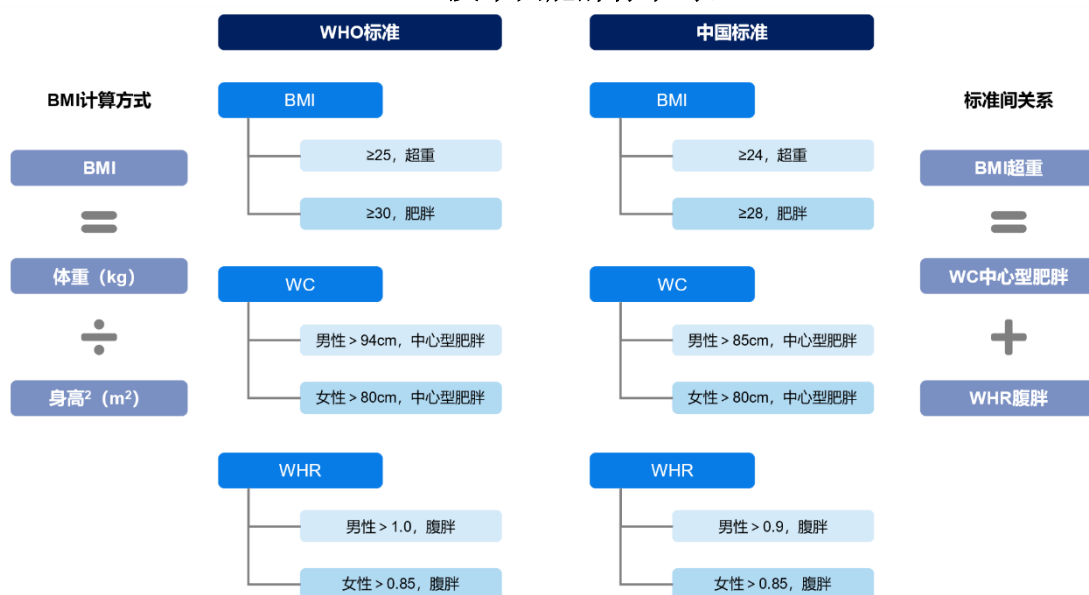 WHO标准
中国标准
BMI计算方式
BMI
=
体重（kg）
÷
身高²（m²）
BMI
≥25，超重
≥30，肥胖
WC
男性＞94cm，中心型肥胖
女性＞80cm，中心型肥胖
WHR
男性＞1.0，腹胖
女性＞0.85，腹胖
BMI
≥24，超重
≥28，肥胖
WC
男性＞85cm，中心型肥胖
女性＞80cm，中心型肥胖
WHR
男性＞0.9，腹胖
女性＞0.85，腹胖
标准间关系
BMI超重
=
WC中心型肥胖
+
WHR腹胖